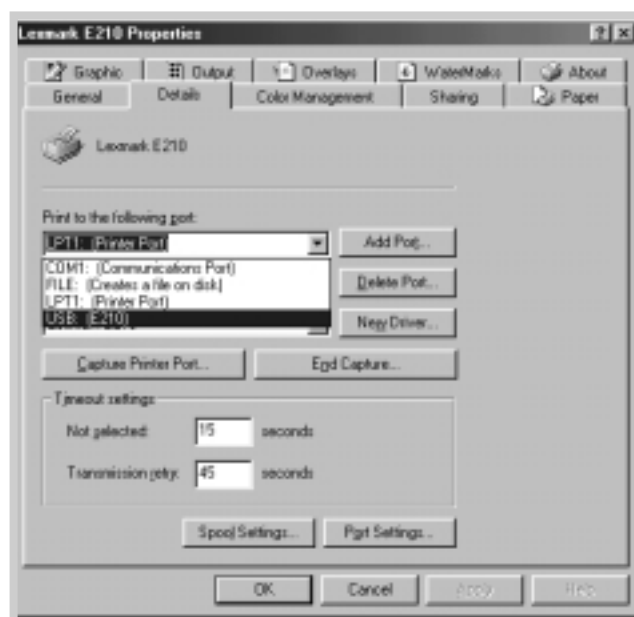 Lexmark E210 Properties
Graphic Output Overlays WaterMarks About
General Details Color Management Sharing Paper
Lexmark E210
Print to the following port:
LPT1: (Printer Port) Add Port...
COM1: (Communications Port)
FILE: (Creates a file on disk) Delete Port...
LPT1: (Printer Port)
USB: (E210) New Driver...
Capture Printer Port... End Capture...
Timeout settings
Not selected: 15 seconds
Transmission retry: 45 seconds
Spool Settings... Port Settings...
OK Cancel Apply Help